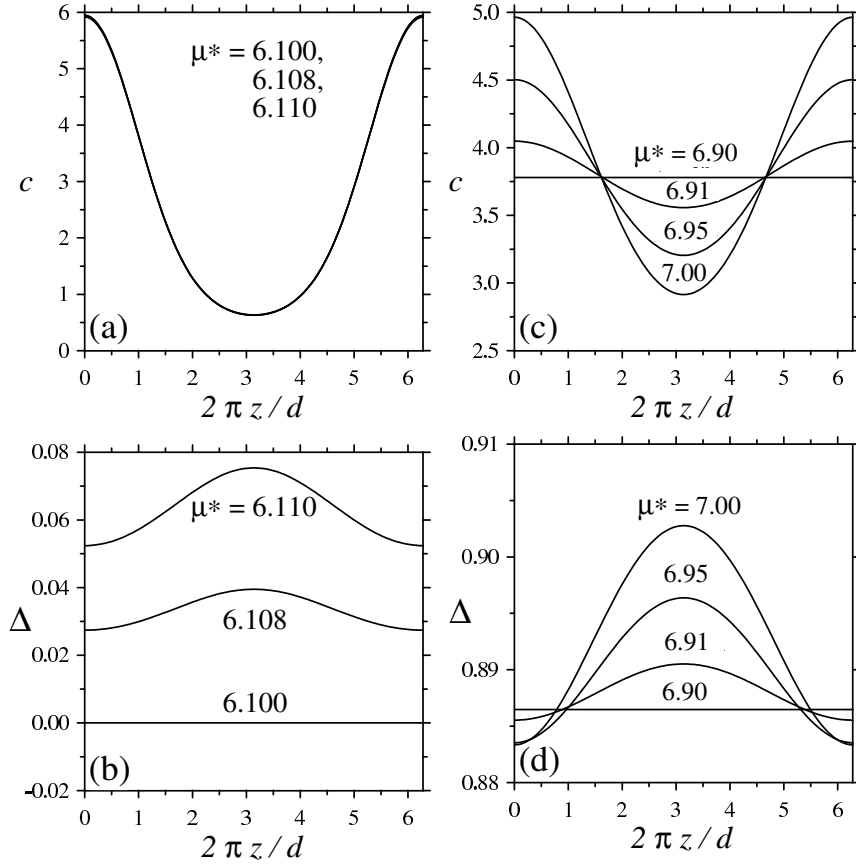 6
5
4
3
2
1
0
c
μ* = 6.100,
6.108,
6.110
(a)
0 1 2 3 4 5 6
2 π z / d
5.0
4.5
4.0
3.5
3.0
2.5
c
μ* = 6.90
6.91
6.95
7.00
(c)
0 1 2 3 4 5 6
2 π z / d
0.08
0.06
0.04
0.02
0.00
-0.02
Δ
μ* = 6.110
6.108
6.100
(b)
0 1 2 3 4 5 6
2 π z / d
0.91
0.90
0.89
0.88
Δ
μ* = 7.00
6.95
6.91
6.90
(d)
0 1 2 3 4 5 6
2 π z / d